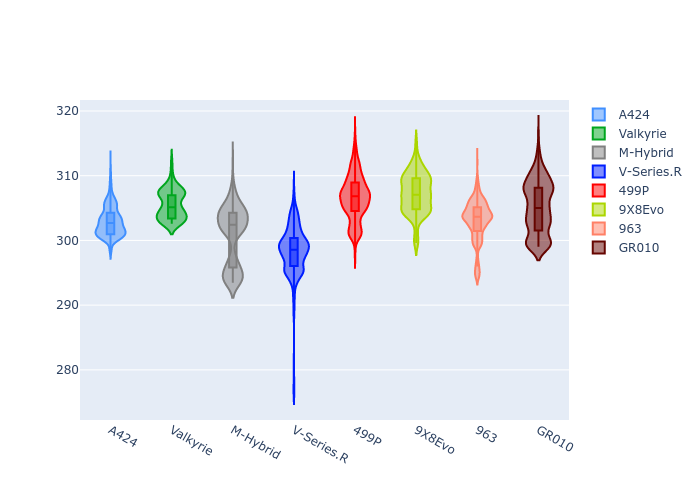 320
310
300
290
280
A424
Valkyrie
M-Hybrid
V-Series.R
499P
9X8Evo
963
GR010
A424
Valkyrie
M-Hybrid
V-Series.R
499P
9X8Evo
963
GR010